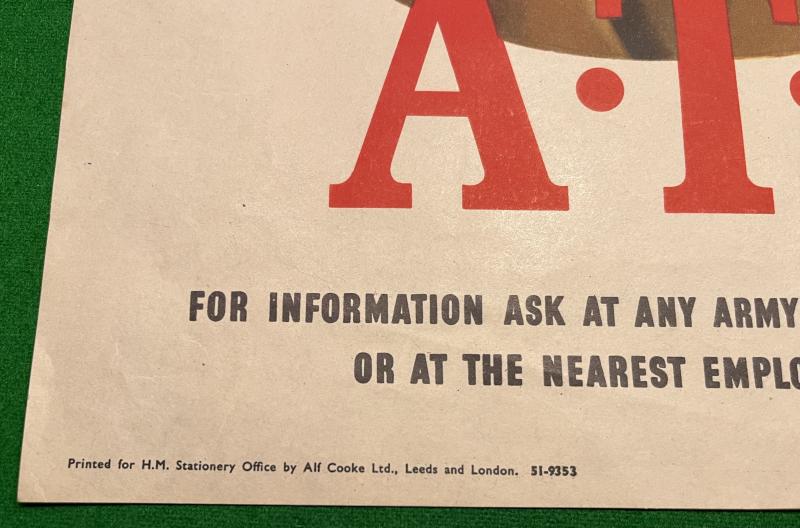 A·T·
FOR INFORMATION ASK AT ANY ARMY
OR AT THE NEAREST EMPLO
Printed for H.M. Stationery Office by Alf Cooke Ltd., Leeds and London. 51-9353